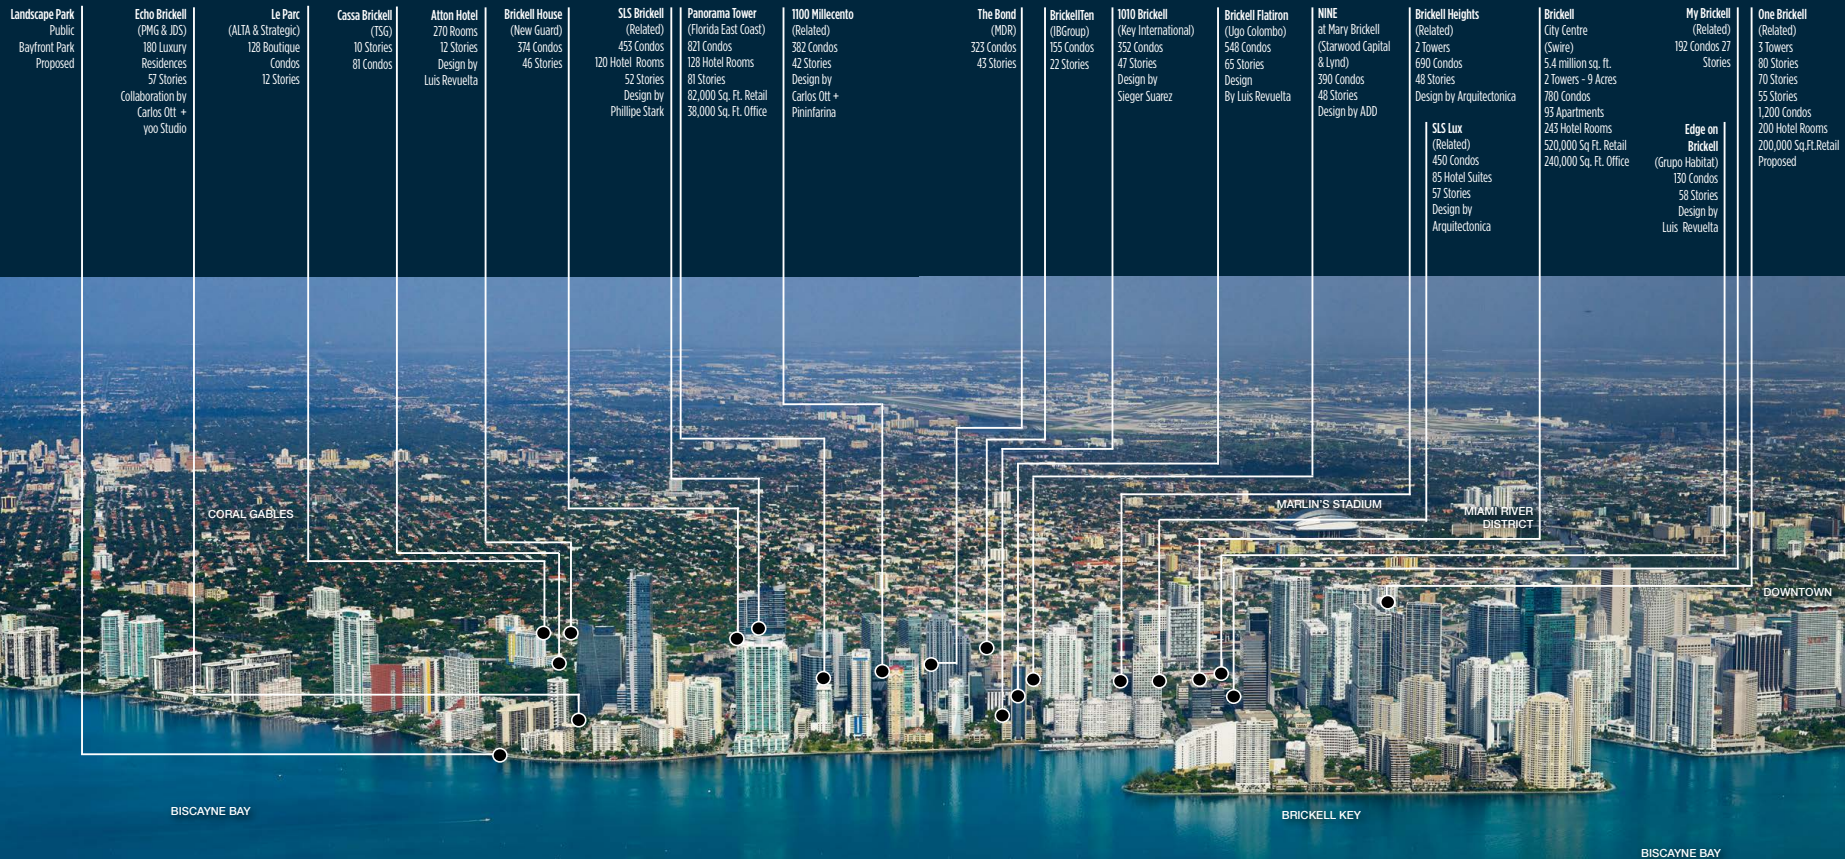 Landscape Park
Public
Bayfront Park
Proposed
Echo Brickell
(PMG & JDS)
180 Luxury
Residences
57 Stories
Collaboration by
Carlos Ott +
yoo Studio
Le Parc
(ALTA & Strategic)
128 Boutique
Condos
12 Stories
Cassa Brickell
(TSG)
10 Stories
81 Condos
Atton Hotel
270 Rooms
12 Stories
Design by
Luis Revuelta
Brickell House
(New Guard)
374 Condos
46 Stories
SLS Brickell
(Related)
453 Condos
120 Hotel Rooms
52 Stories
Design by
Phillipe Stark
Panorama Tower
(Florida East Coast)
821 Condos
128 Hotel Rooms
81 Stories
82,000 Sq. Ft. Retail
38,000 Sq. Ft. Office
1100 Millecento
(Related)
382 Condos
42 Stories
Design by
Carlos Ott +
Pininfarina
The Bond
(MDR)
323 Condos
43 Stories
BrickellTen
(IBGroup)
155 Condos
22 Stories
1010 Brickell
(Key International)
352 Condos
47 Stories
Design by
Sieger Suarez
Brickell Flatiron
(Ugo Colombo)
548 Condos
65 Stories
Design
By Luis Revuelta
NINE
at Mary Brickell
(Starwood Capital
& Lynd)
390 Condos
48 Stories
Design by ADD
Brickell Heights
(Related)
2 Towers
690 Condos
48 Stories
Design by Arquitectonica
SLS Lux
(Related)
450 Condos
85 Hotel Suites
57 Stories
Design by
Arquitectonica
Brickell
City Centre
(Swire)
5.4 million sq. ft.
2 Towers - 9 Acres
780 Condos
93 Apartments
243 Hotel Rooms
520,000 Sq Ft. Retail
240,000 Sq. Ft. Office
My Brickell
(Related)
192 Condos 27
Stories
Edge on
Brickell
(Grupo Habitat)
130 Condos
58 Stories
Design by
Luis Revuelta
One Brickell
(Related)
3 Towers
80 Stories
70 Stories
55 Stories
1,200 Condos
200 Hotel Rooms
200,000 Sq.Ft.Retail
Proposed
CORAL GABLES
MARLIN'S STADIUM
MIAMI RIVER
DISTRICT
DOWNTOWN
BISCAYNE BAY
BRICKELL KEY
BISCAYNE BAY